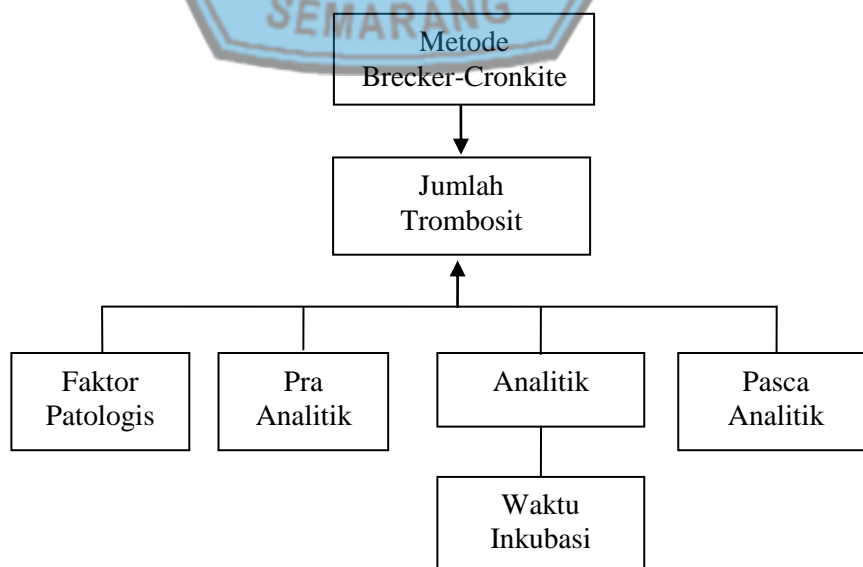 SEMARANG
Metode
Brecker-Cronkite
Jumlah
Trombosit
Faktor
Patologis
Pra
Analitik
Analitik
Pasca
Analitik
Waktu
Inkubasi